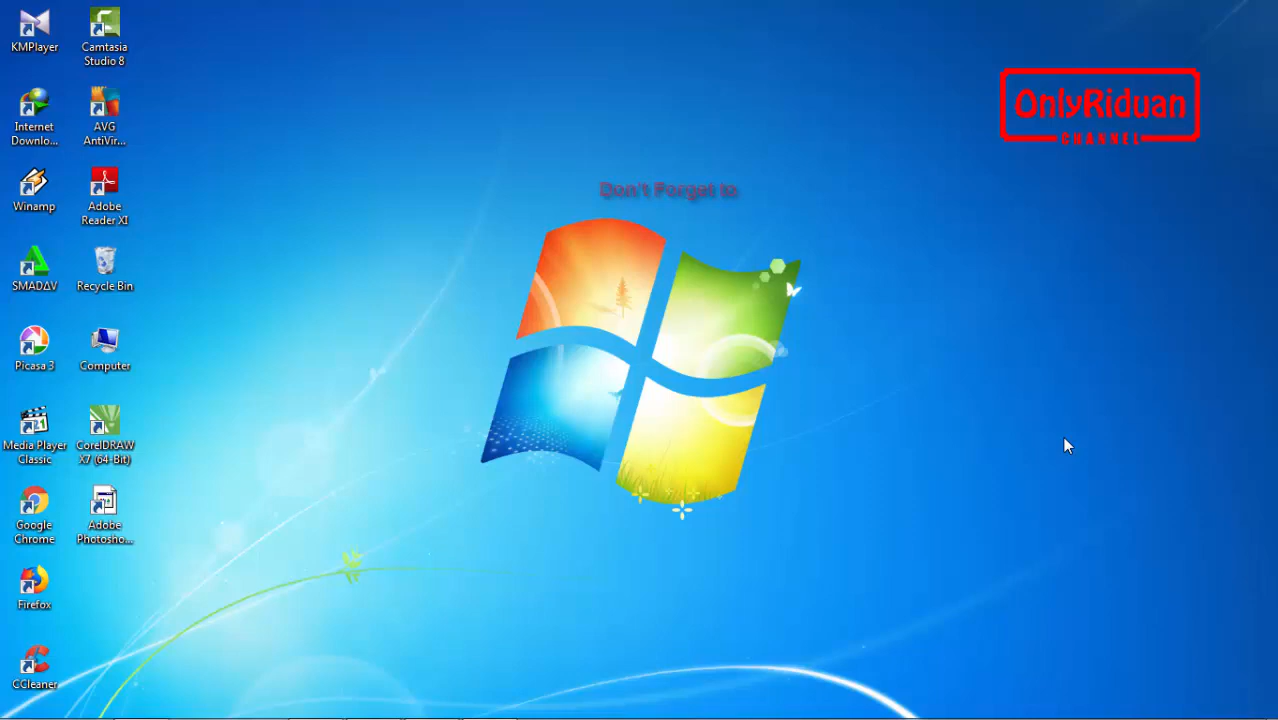 KMPlayer
Camtasia
Studio 8
Internet
Downlo...
AVG
AntiVir...
Winamp
Adobe
Reader XI
SMADΔV
Recycle Bin
Picasa 3
Computer
Media Player
Classic
CorelDRAW
X7 (64-Bit)
Google
Chrome
Adobe
Photosho...
Firefox
CCleaner
Don't Forget to
OnlyRiduan
CHANNEL